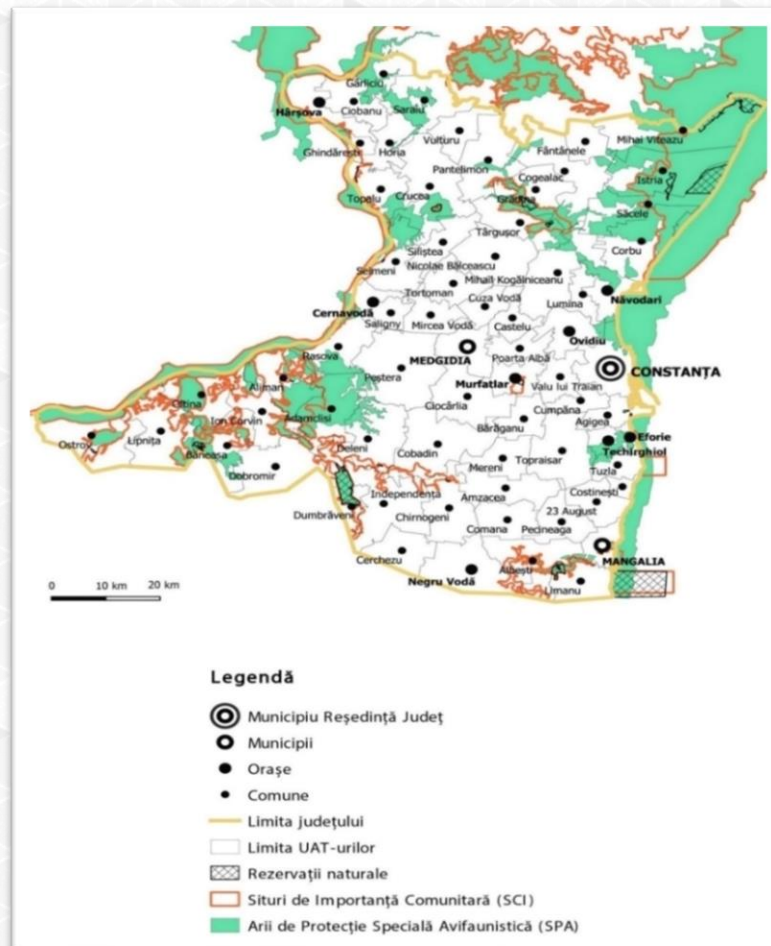 Gârliciu
Hârșova
Ciobanu
Saraiu
Ghindărești
Horia
Vulturu
Fântânele
Mihai Viteazu
Pantelimon
Cogealac
Istria
Topalu
Crucea
Grădina
Săcele
Târgușor
Corbu
Siliștea
Seimeni
Nicolae Bălcescu
Mihail Kogălniceanu
Tortoman
Cuza Vodă
Lumina
Năvodari
Cernavodă
Saligny
Mircea Vodă
Castelu
Ovidiu
Rasova
MEDGIDIA
Poarta Albă
CONSTANȚA
Peștera
Murfatlar
Valu lui Traian
Aliman
Oltina
Ciocârlia
Cumpăna
Ion Corvin
Adamclisi
Agigea
Bărăganu
Ostrov
Lipnița
Băneasa
Deleni
Cobadin
Eforie
Techirghiol
Topraisar
Mereni
Tuzla
Dobromir
Independența
Amzacea
Costinești
Dumbrăveni
Chirnogeni
23 August
Comana
Pecineaga
Cerchezu
Albești
MANGALIA
Negru Vodă
Limanu
0 10 km 20 km
Legendă
Municipiu Reședință Județ
Municipii
Orașe
Comune
Limita județului
Limita UAT-urilor
Rezervații naturale
Situri de Importanță Comunitară (SCI)
Arii de Protecție Specială Avifaunistică (SPA)